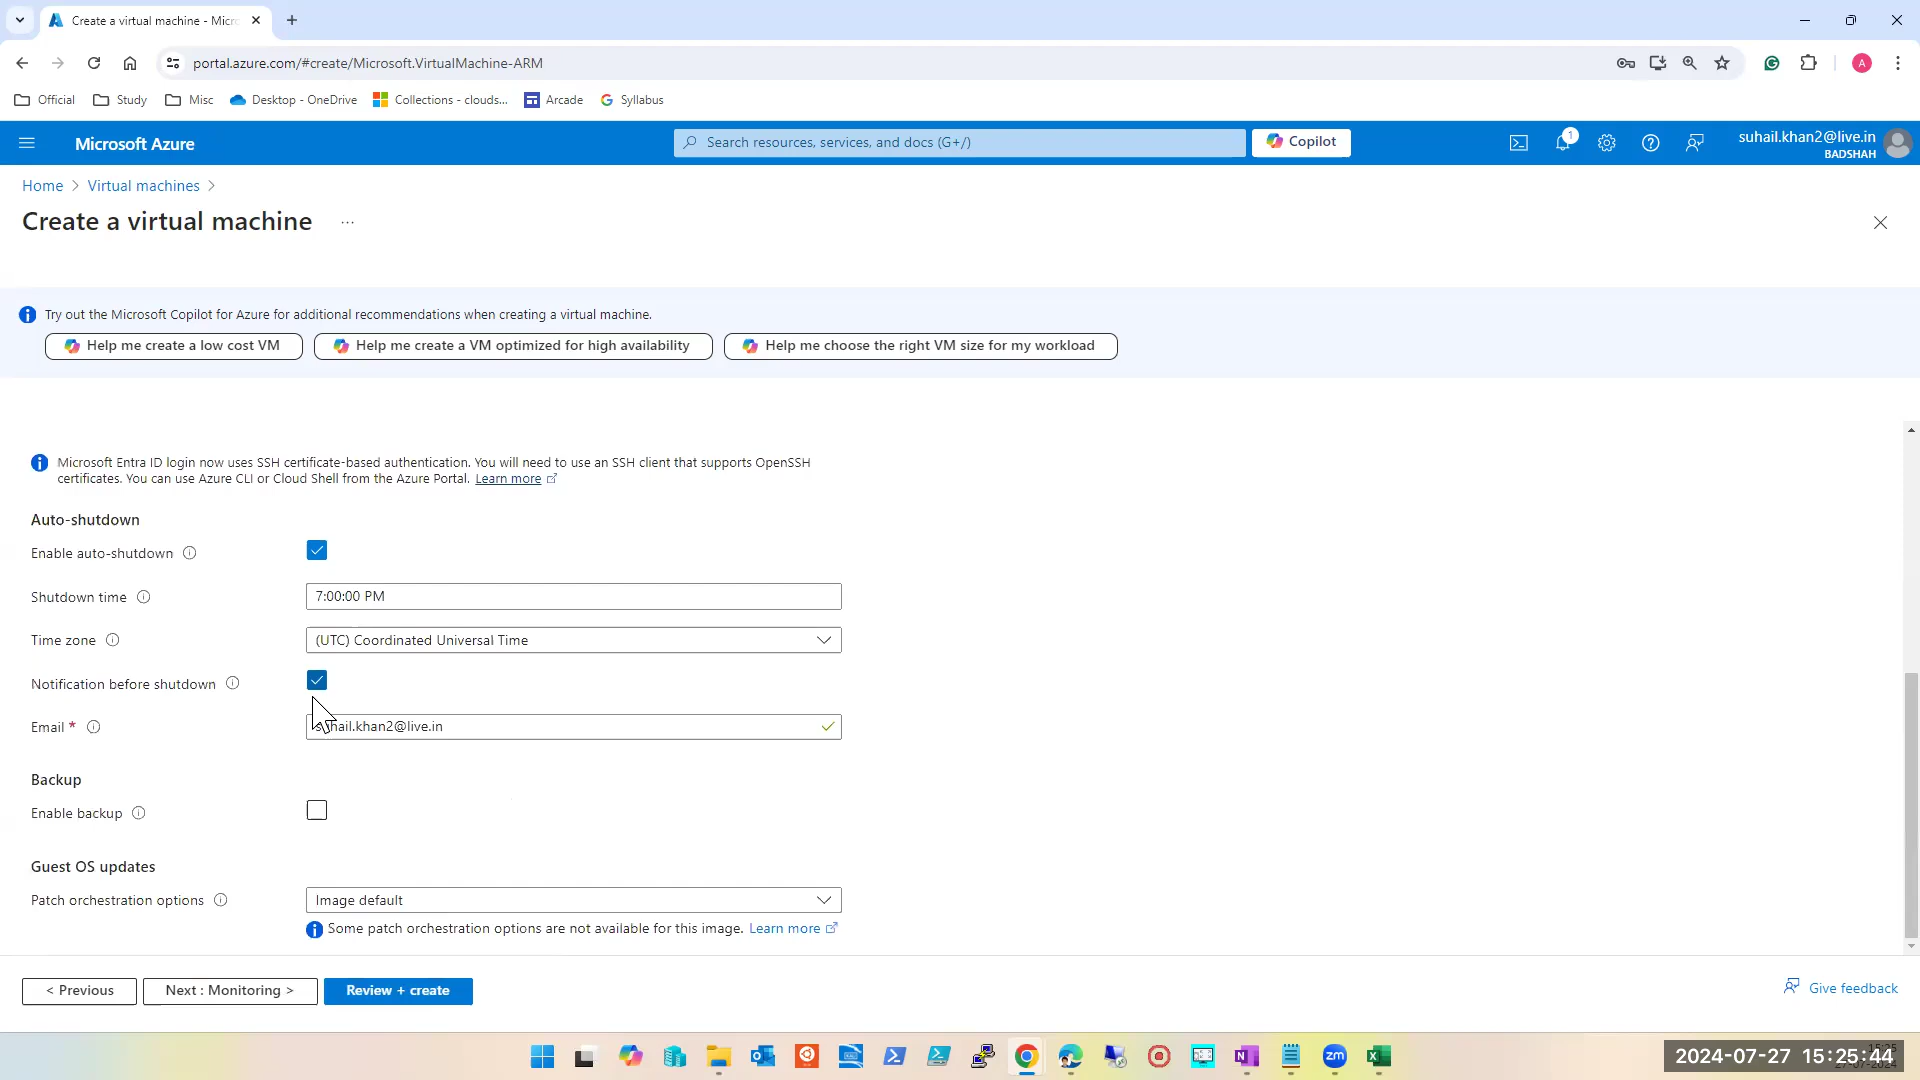 Create a virtual machine - Micr
portal.azure.com/#create/Microsoft.VirtualMachine-ARM
A
Official
Study
Misc
Desktop - OneDrive
Collections - clouds...
Arcade
Syllabus
Microsoft Azure
Search resources, services, and docs (G+/)
Copilot
1
suhail.khan2@live.in
BADSHAH
Home > Virtual machines >
Create a virtual machine ...
Try out the Microsoft Copilot for Azure for additional recommendations when creating a virtual machine.
Help me create a low cost VM
Help me create a VM optimized for high availability
Help me choose the right VM size for my workload
Microsoft Entra ID login now uses SSH certificate-based authentication. You will need to use an SSH client that supports OpenSSH
certificates. You can use Azure CLI or Cloud Shell from the Azure Portal. Learn more
Auto-shutdown
Enable auto-shutdown
Shutdown time
7:00:00 PM
Time zone
(UTC) Coordinated Universal Time
Notification before shutdown
Email *
suhail.khan2@live.in
Backup
Enable backup
Guest OS updates
Patch orchestration options
Image default
Some patch orchestration options are not available for this image. Learn more
< Previous
Next : Monitoring >
Review + create
Give feedback
zm
2024-07-27 15:25:44